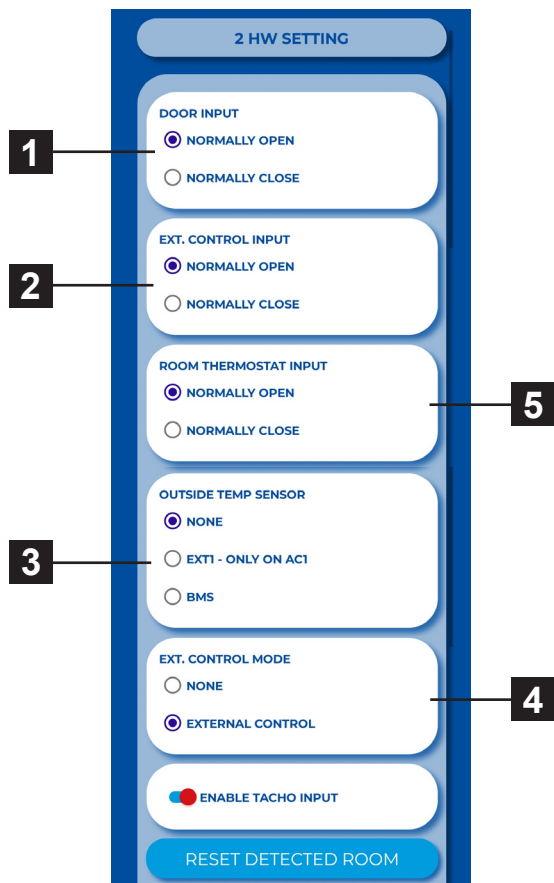 2 HW SETTING
DOOR INPUT
1
NORMALLY OPEN
NORMALLY CLOSE
EXT. CONTROL INPUT
NORMALLY OPEN
2
NORMALLY CLOSE
ROOM THERMOSTAT INPUT
NORMALLY OPEN
5
NORMALLY CLOSE
OUTSIDE TEMP SENSOR
NONE
3
EXT1 - ONLY ON AC1
BMS
EXT. CONTROL MODE
NONE
4
EXTERNAL CONTROL
ENABLE TACHO INPUT
RESET DETECTED ROOM